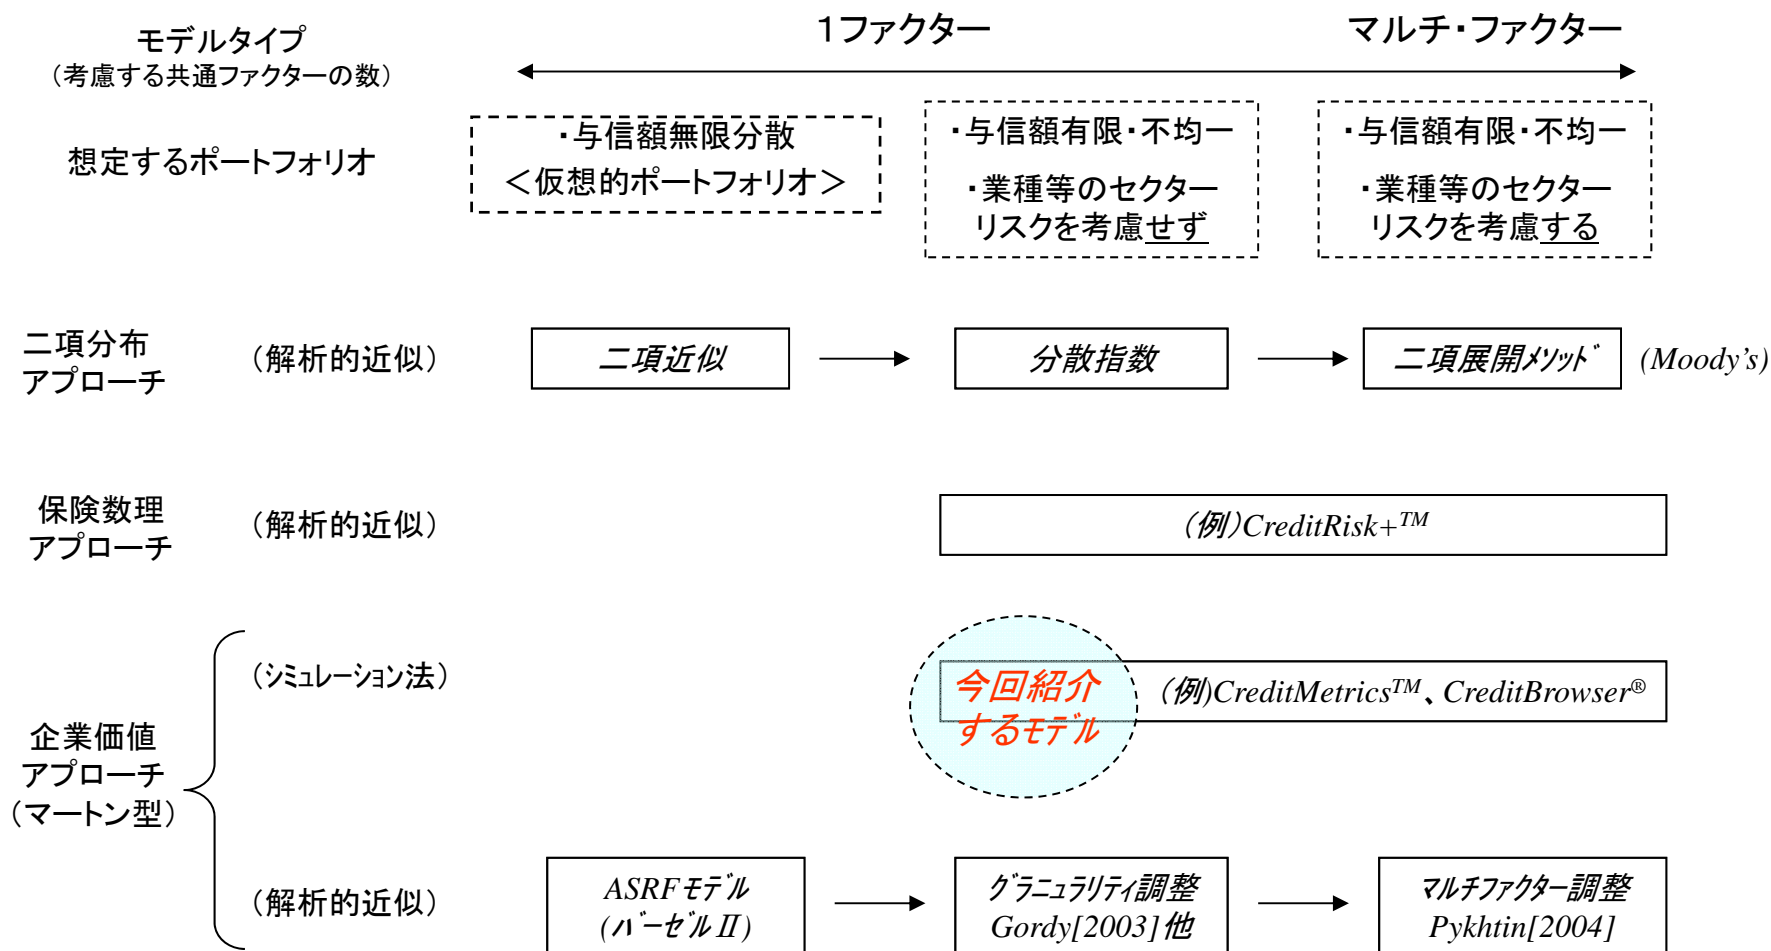 モデルタイプ
（考慮する共通ファクターの数）
１ファクター
マルチ・ファクター
想定するポートフォリオ
・与信額無限分散
＜仮想的ポートフォリオ＞
・与信額有限・不均一
・業種等のセクター
リスクを考慮せず
・与信額有限・不均一
・業種等のセクター
リスクを考慮する
二項分布
アプローチ
（解析的近似）
二項近似
分散指数
二項展開ﾒｿｯﾄﾞ
(Moody's)
保険数理
アプローチ
（解析的近似）
（例）CreditRisk+TM
企業価値
アプローチ
（マートン型）
（ｼﾐｭﾚｰｼｮﾝ法）
今回紹介
するﾓﾃﾞﾙ
（例)CreditMetricsTM、CreditBrowser®
（解析的近似）
ASRFﾓﾃﾞﾙ
(ﾊﾞｰｾﾞﾙⅡ)
ｸﾞﾗﾆｭﾗﾘﾃｨ調整
Gordy[2003]他
ﾏﾙﾁﾌｧｸﾀｰ調整
Pykhtin[2004]